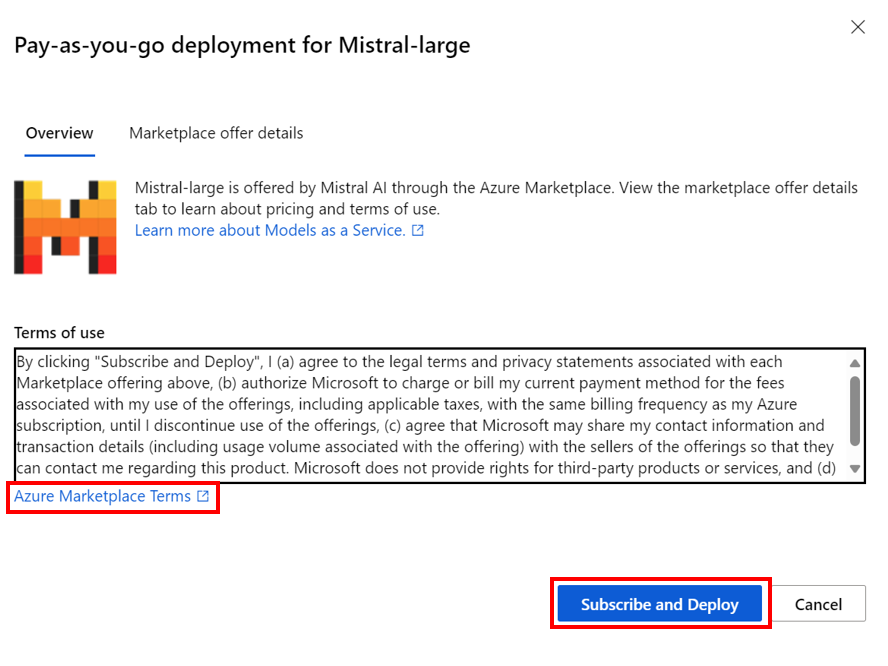 Pay-as-you-go deployment for Mistral-large
Overview
Marketplace offer details
Mistral-large is offered by Mistral AI through the Azure Marketplace. View the marketplace offer details
tab to learn about pricing and terms of use.
Learn more about Models as a Service.
Terms of use
By clicking "Subscribe and Deploy", I (a) agree to the legal terms and privacy statements associated with each
Marketplace offering above, (b) authorize Microsoft to charge or bill my current payment method for the fees
associated with my use of the offerings, including applicable taxes, with the same billing frequency as my Azure
subscription, until I discontinue use of the offerings, (c) agree that Microsoft may share my contact information and
transaction details (including usage volume associated with the offering) with the sellers of the offerings so that they
can contact me regarding this product. Microsoft does not provide rights for third-party products or services, and (d)
Azure Marketplace Terms
Subscribe and Deploy
Cancel